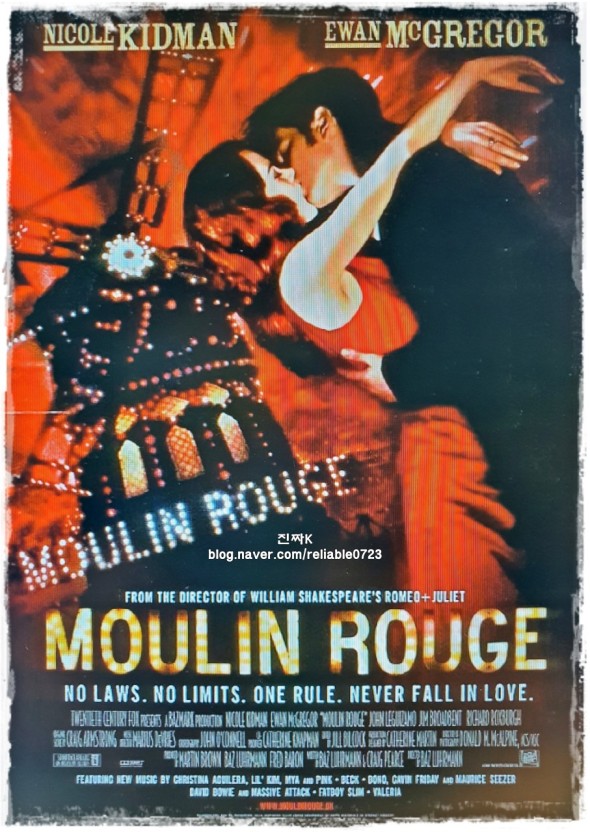 NICOLE KIDMAN EWAN McGREGOR
MOULIN ROUGE
진짜K
blog.naver.com/reliable0723
FROM THE DIRECTOR OF WILLIAM SHAKESPEARE'S ROMEO+JULIET
MOULIN ROUGE
NO LAWS. NO LIMITS. ONE RULE. NEVER FALL IN LOVE.
TWENTIETH CENTURY FOX PRESENTS A BAZMARK PRODUCTION NICOLE KIDMAN EWAN McGREGOR "MOULIN ROUGE" JOHN LEGUIZAMO JIM BROADBENT RICHARD ROXBURGH
CRAIG ARMSTRONG MARIUS DeVRIES JOHN O'CONNELL CATHERINE KNAPMAN JILL BILCOCK CATHERINE MARTIN DONALD M. McALPINE, ACS/ASC
MARTIN BROWN BAZ LUHRMANN FRED BARON BAZ LUHRMANN & CRAIG PEARCE BAZ LUHRMANN
FEATURING NEW MUSIC BY CHRISTINA AGUILERA, LIL' KIM, MYA AND PINK - BECK - BONO, GAVIN FRIDAY AND MAURICE SEEZER
DAVID BOWIE AND MASSIVE ATTACK - FATBOY SLIM - VALERIA